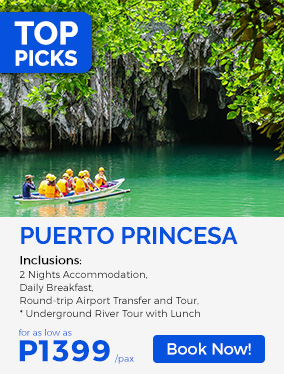 TOP
PICKS
PUERTO PRINCESA
Inclusions:
2 Nights Accommodation,
Daily Breakfast,
Round-trip Airport Transfer and Tour,
* Underground River Tour with Lunch
for as low as
P1399 /pax
Book Now!